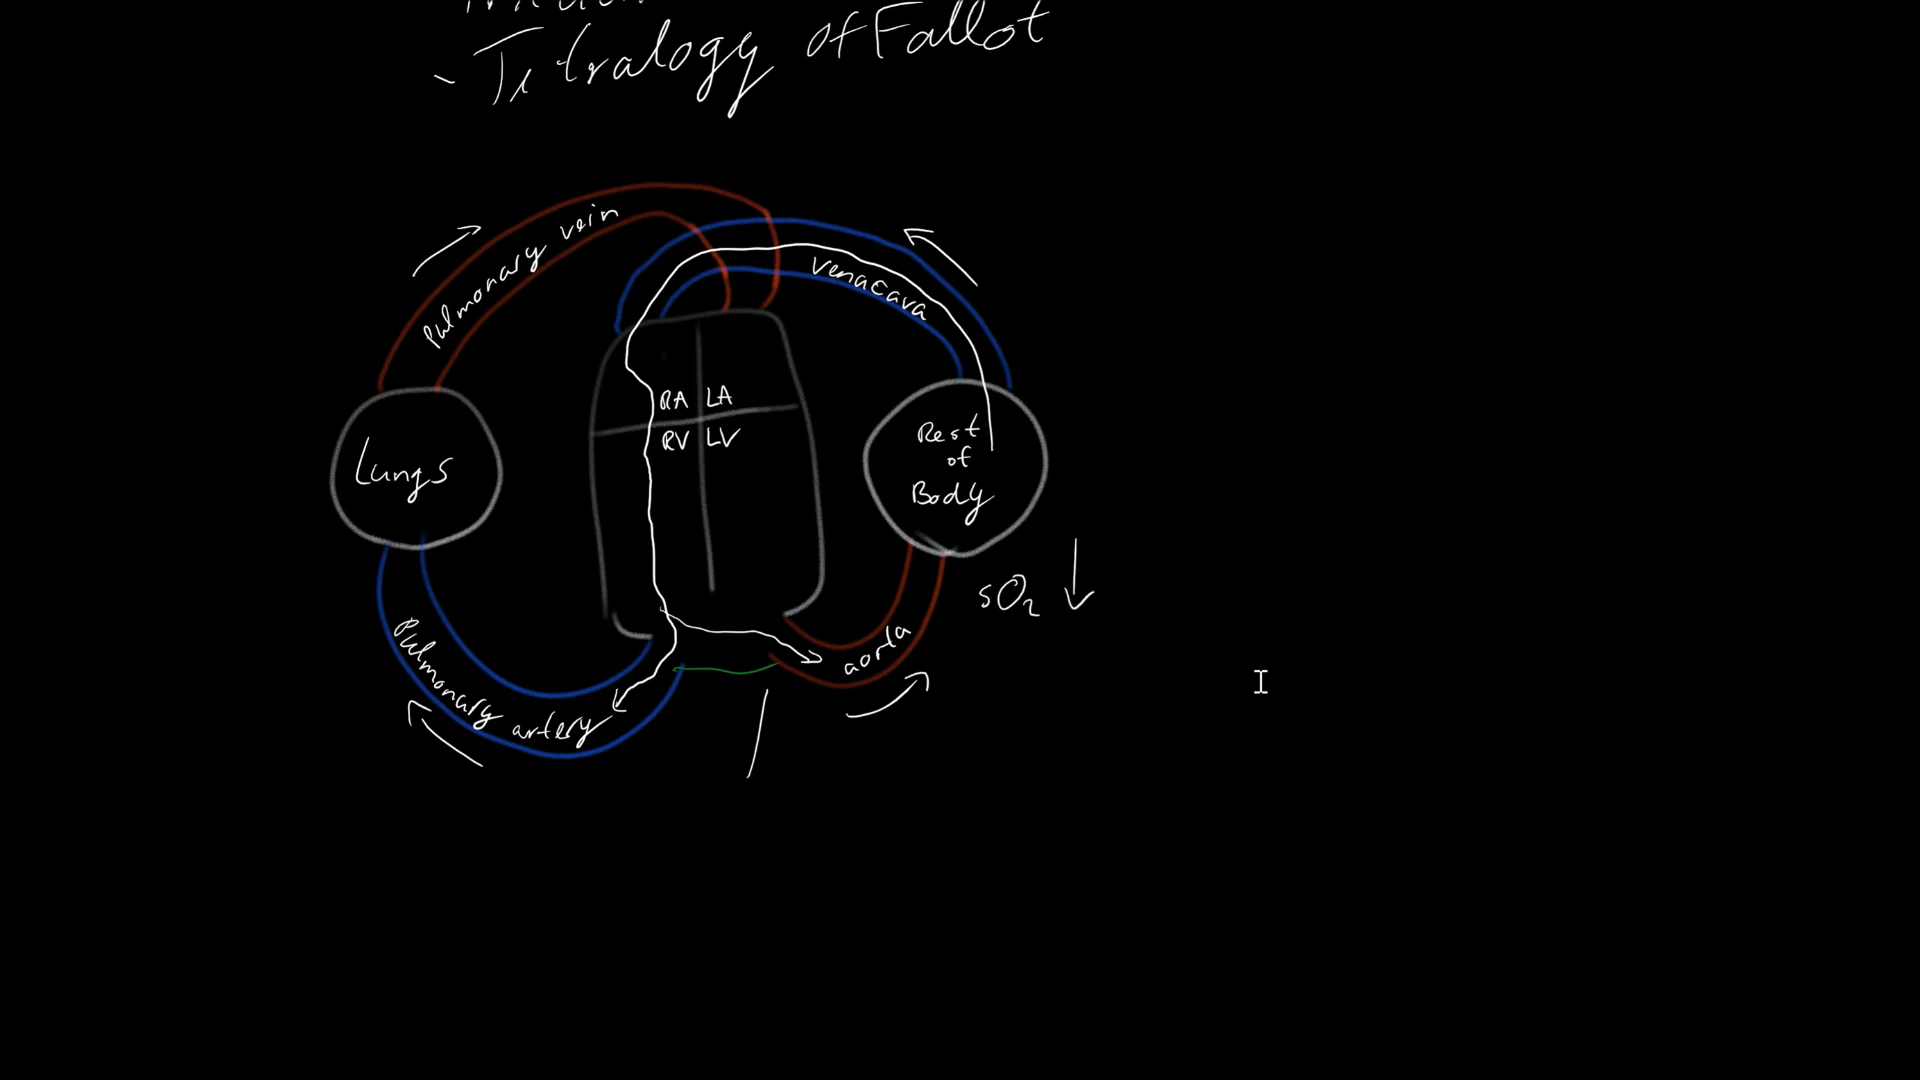 - Tetralogy of Fallot
Pulmonary vein
venacava
RA LA
RV LV
Lungs
Rest
of
Body
sO2 ↓
aorta
Pulmonary artery